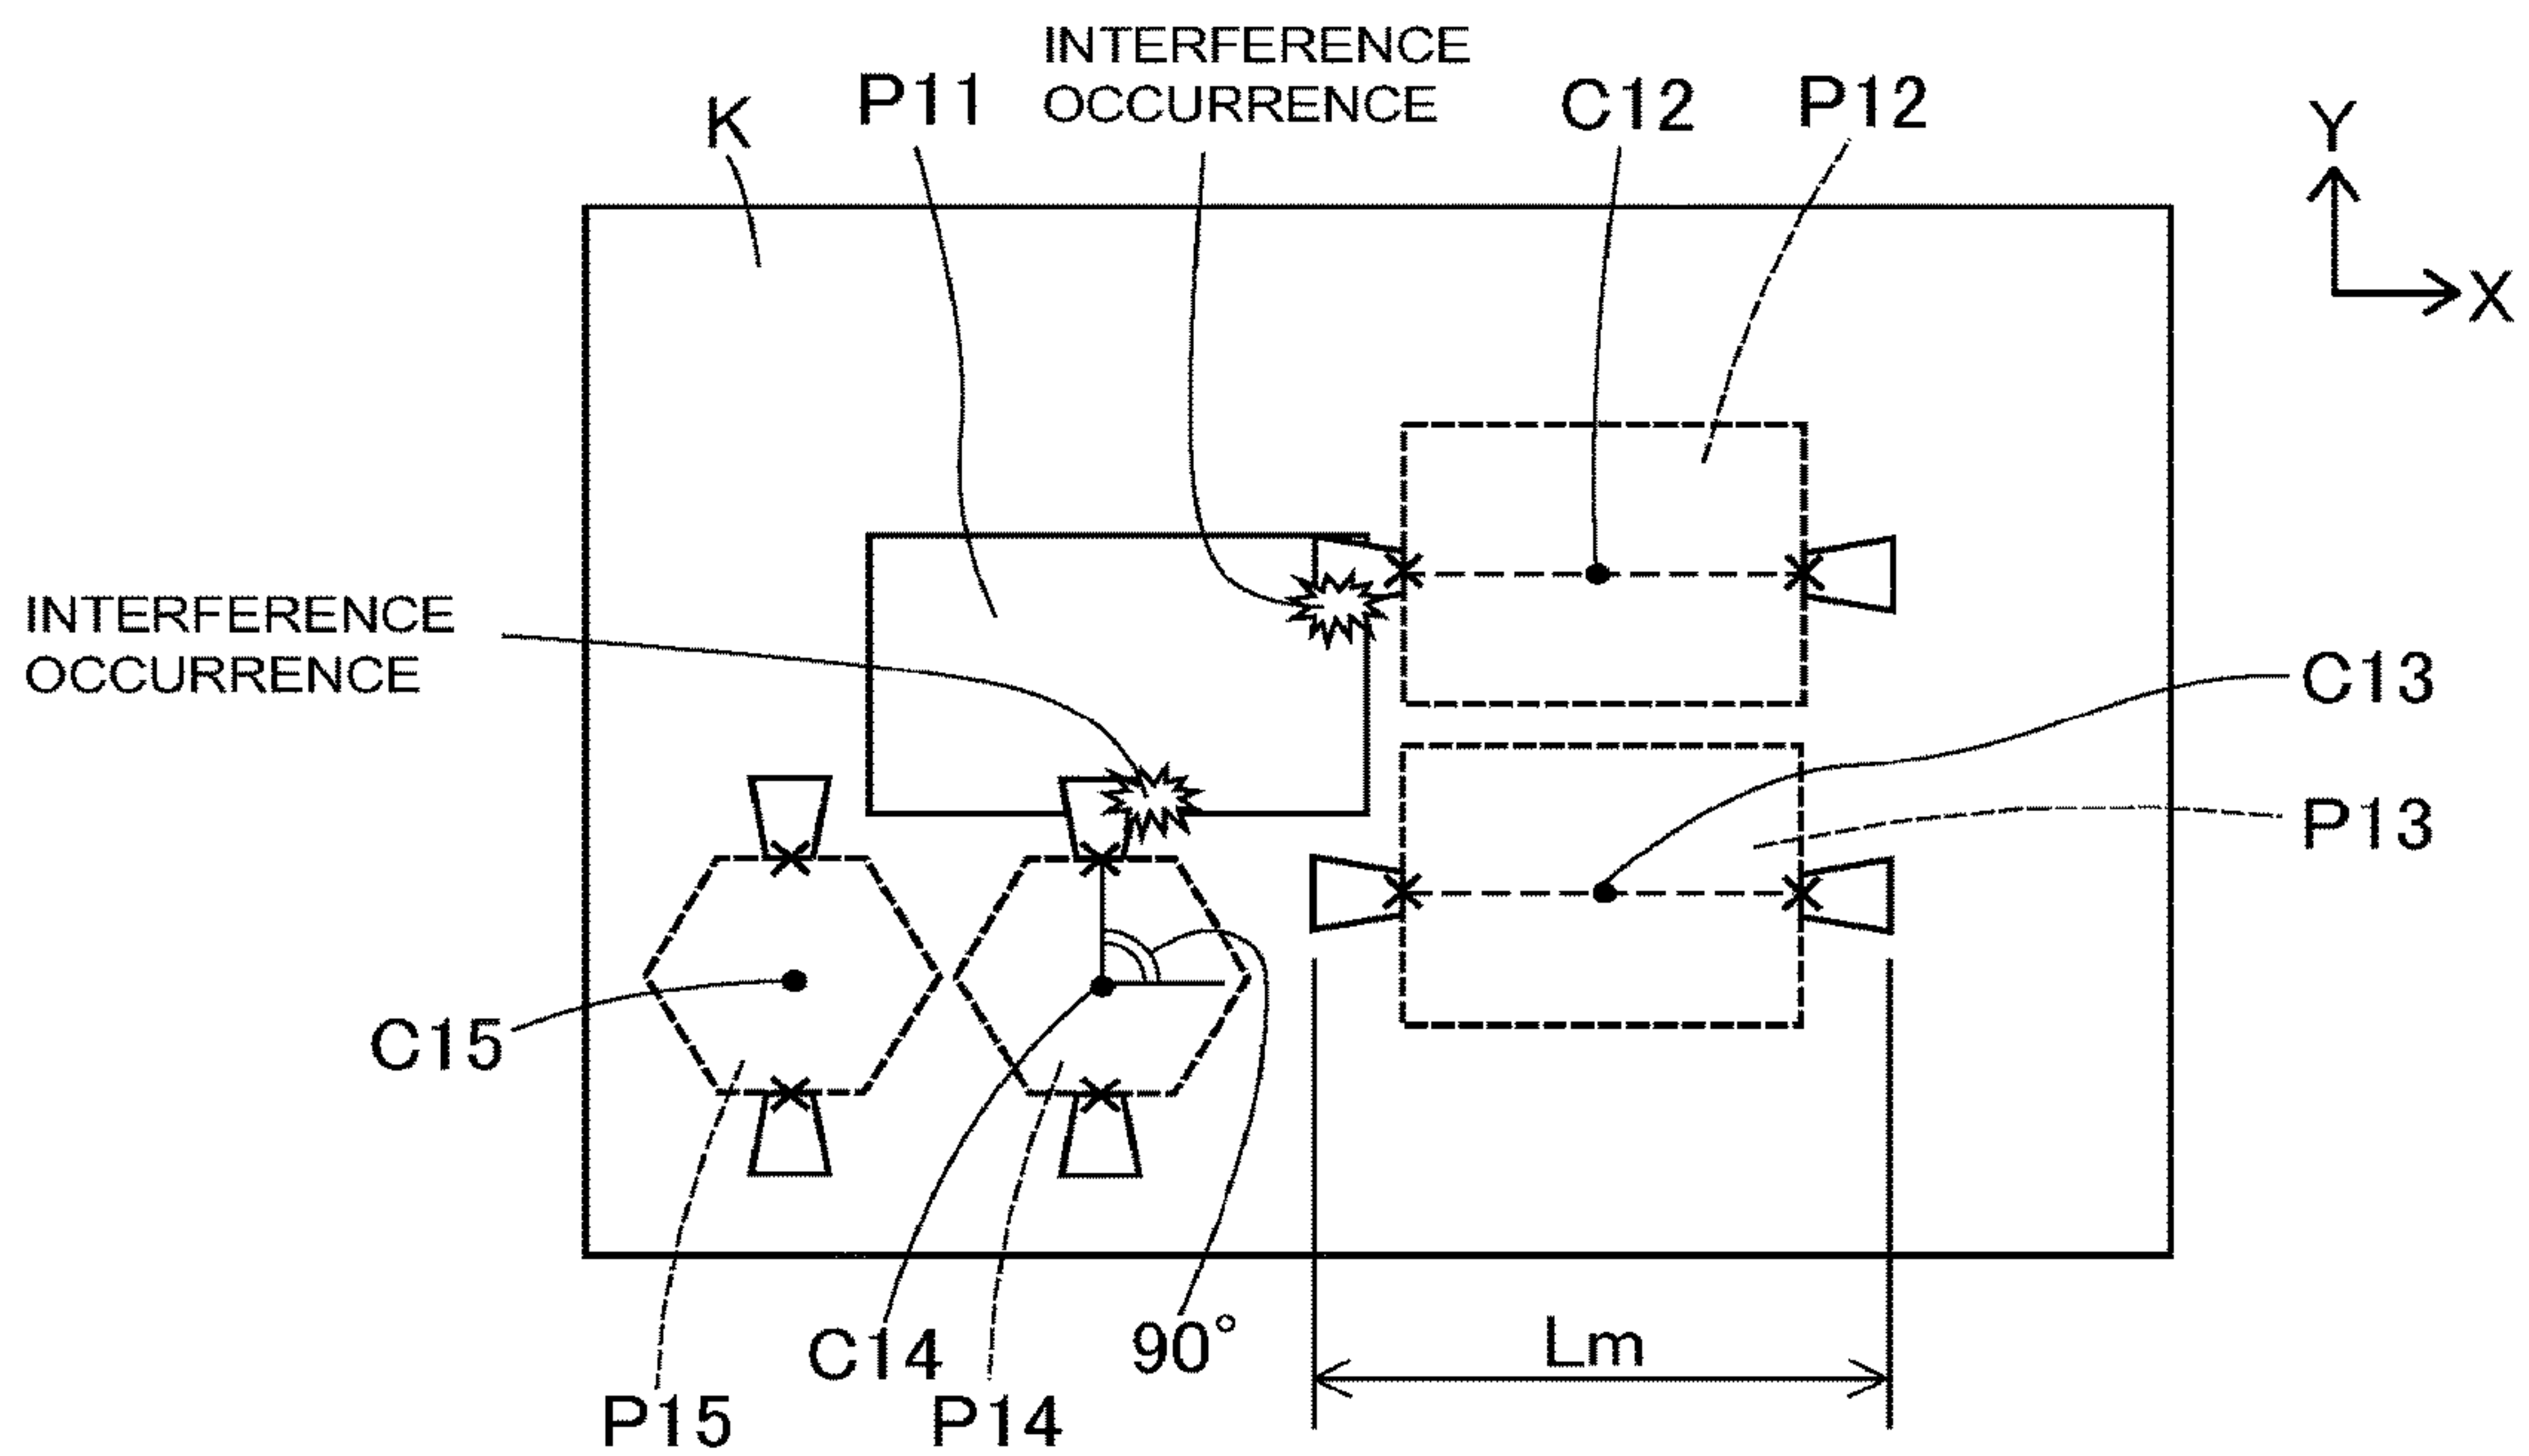 INTERFERENCE
OCCURRENCE
K
P11
C12
P12
Y
X
INTERFERENCE
OCCURRENCE
C13
P13
C15
C14
90°
Lm
P15
P14